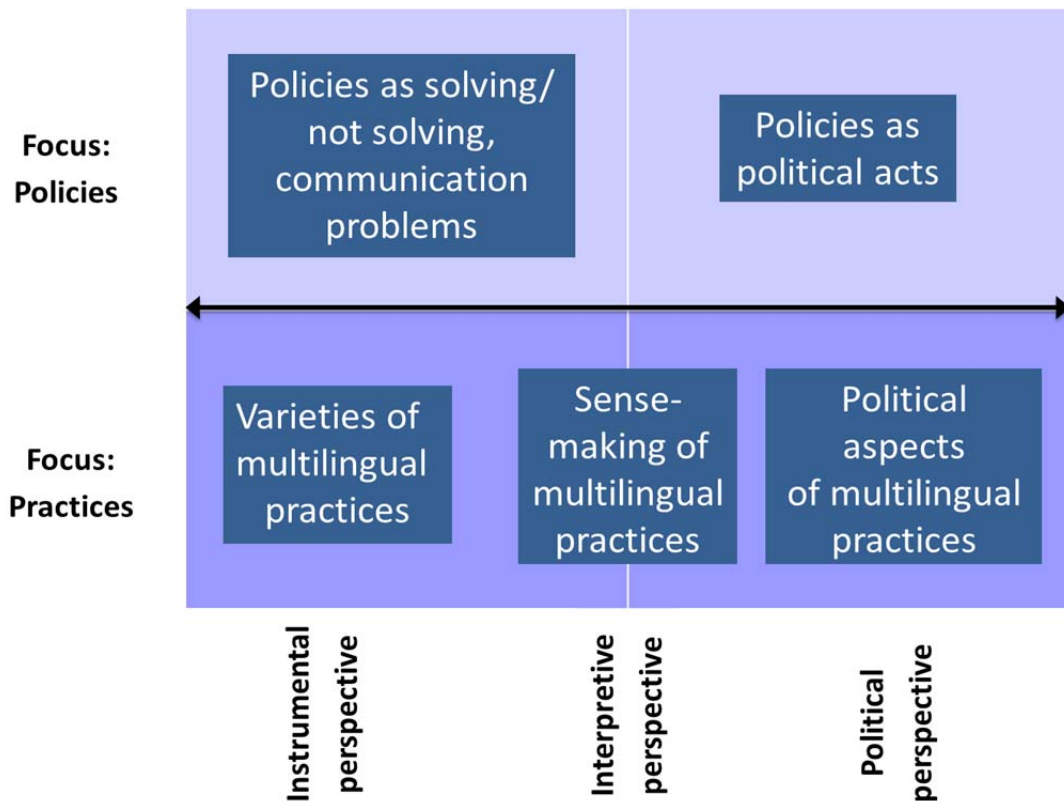 Focus:
Policies
Policies as solving/
not solving,
communication
problems
Policies as
political acts
Focus:
Practices
Varieties of
multilingual
practices
Sense-
making of
multilingual
practices
Political
aspects
of multilingual
practices
Instrumental
perspective
Interpretive
perspective
Political
perspective